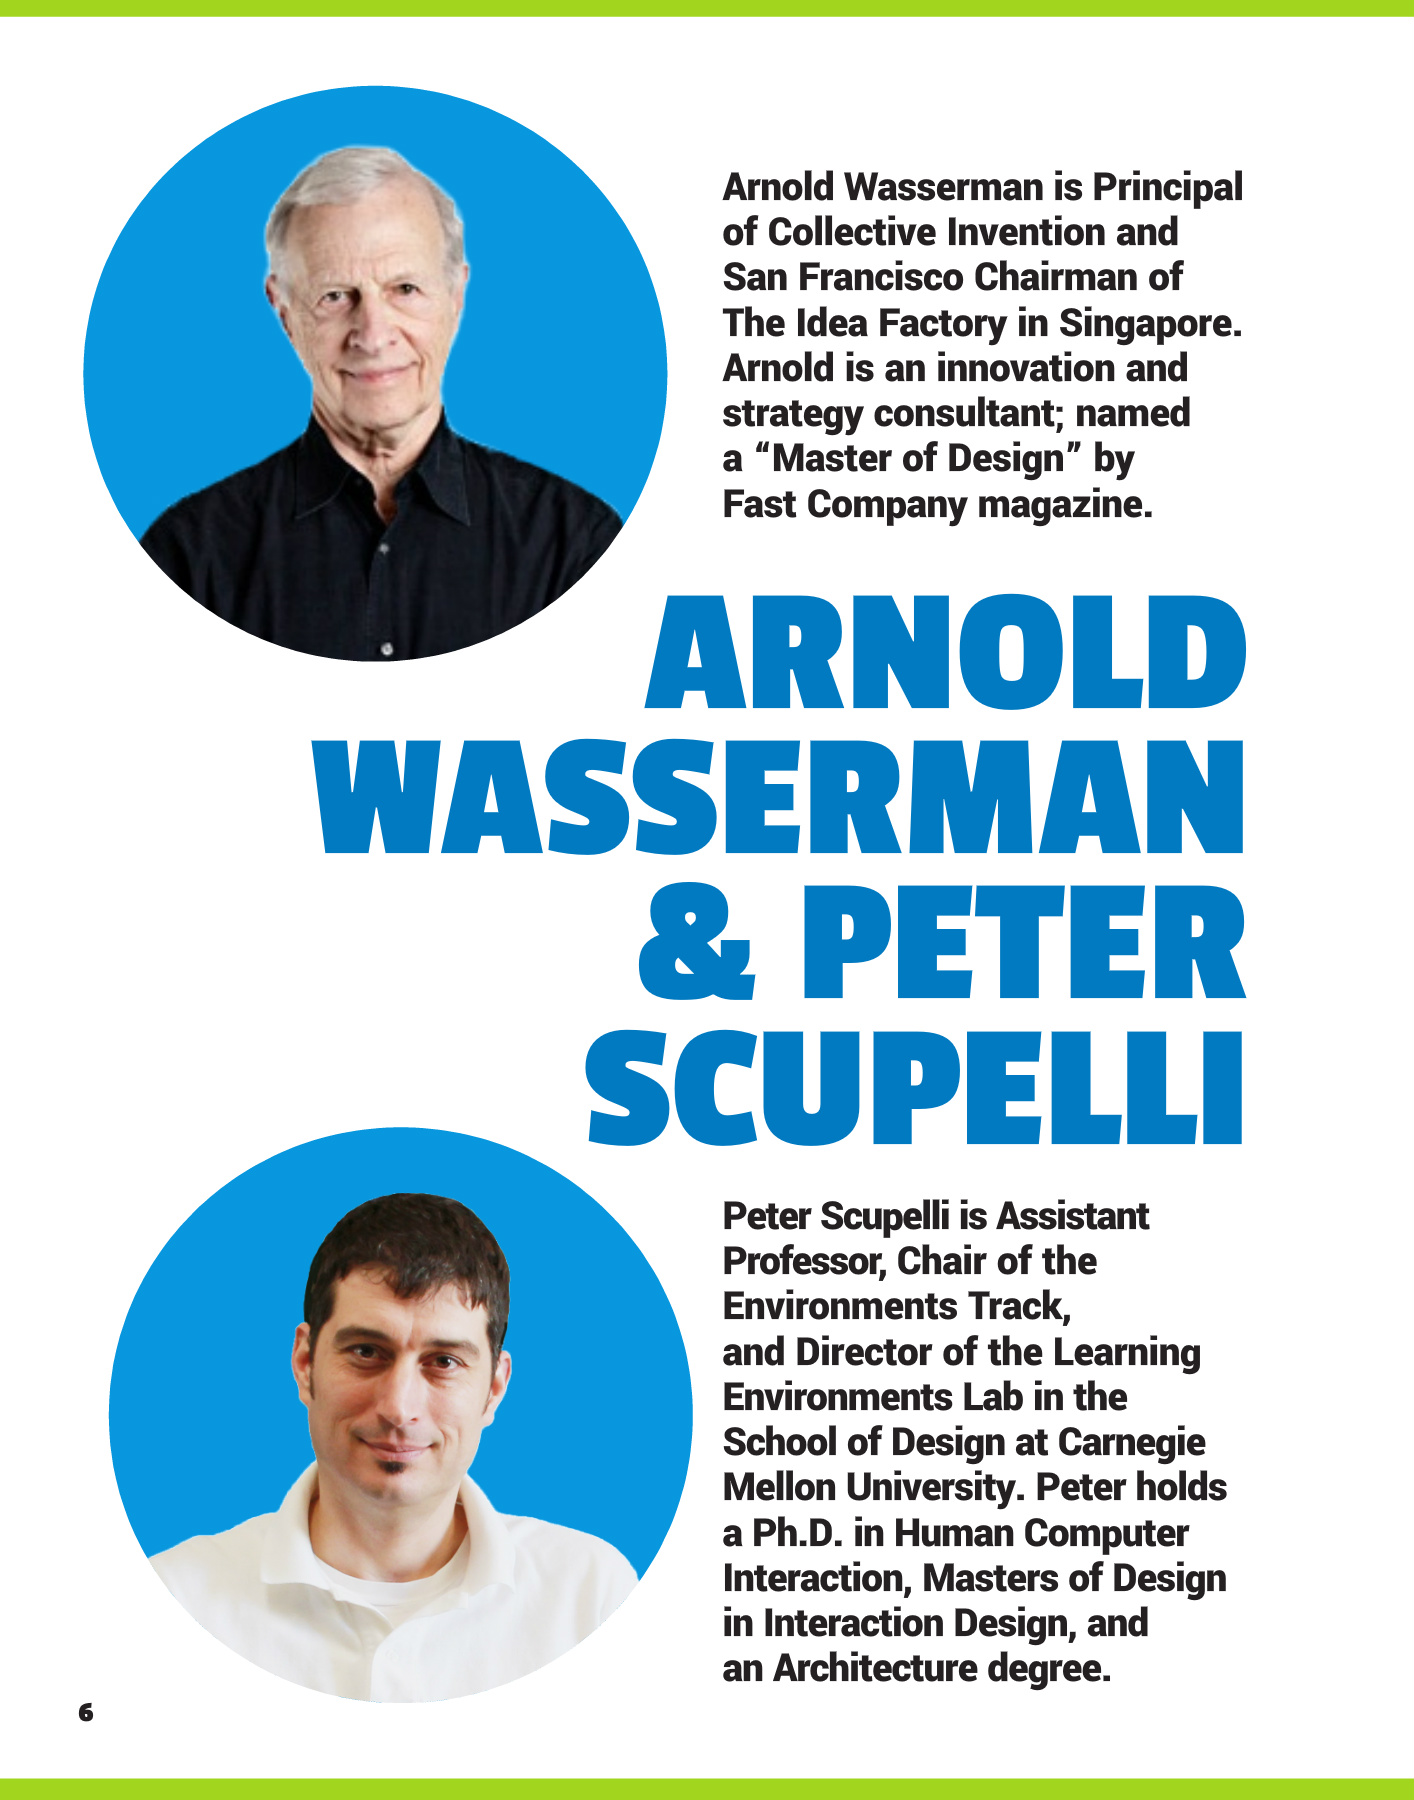 Arnold Wasserman is Principal
of Collective Invention and
San Francisco Chairman of
The Idea Factory in Singapore.
Arnold is an innovation and
strategy consultant; named
a “Master of Design” by
Fast Company magazine.
ARNOLD
WASSERMAN
& PETER
SCUPELLI
Peter Scupelli is Assistant
Professor, Chair of the
Environments Track,
and Director of the Learning
Environments Lab in the
School of Design at Carnegie
Mellon University. Peter holds
a Ph.D. in Human Computer
Interaction, Masters of Design
in Interaction Design, and
an Architecture degree.
6